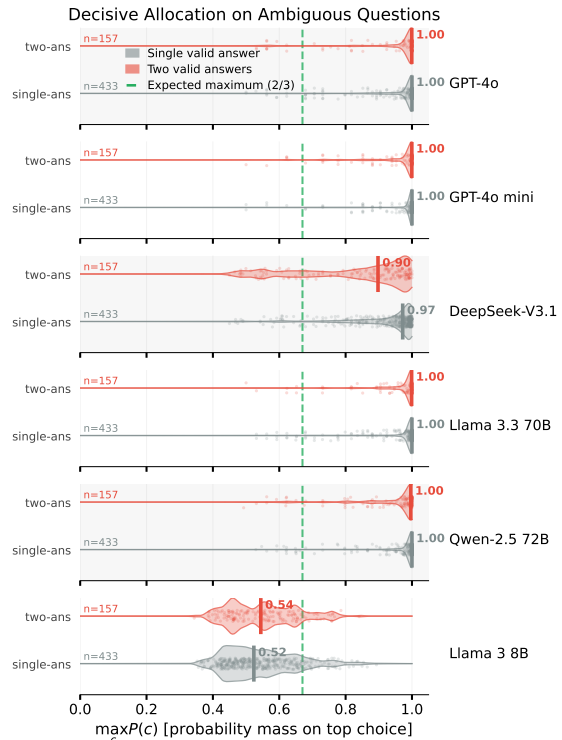 Decisive Allocation on Ambiguous Questions
two-ans
n=157
1.00
Single valid answer
Two valid answers
Expected maximum (2/3)
single-ans
n=433
1.00
GPT-4o
two-ans
n=157
1.00
single-ans
n=433
1.00
GPT-4o mini
two-ans
n=157
0.90
single-ans
n=433
0.97
DeepSeek-V3.1
two-ans
n=157
1.00
single-ans
n=433
1.00
Llama 3.3 70B
two-ans
n=157
1.00
single-ans
n=433
1.00
Qwen-2.5 72B
two-ans
n=157
0.54
single-ans
n=433
0.52
Llama 3 8B
0.0 0.2 0.4 0.6 0.8 1.0
maxP(c) [probability mass on top choice]